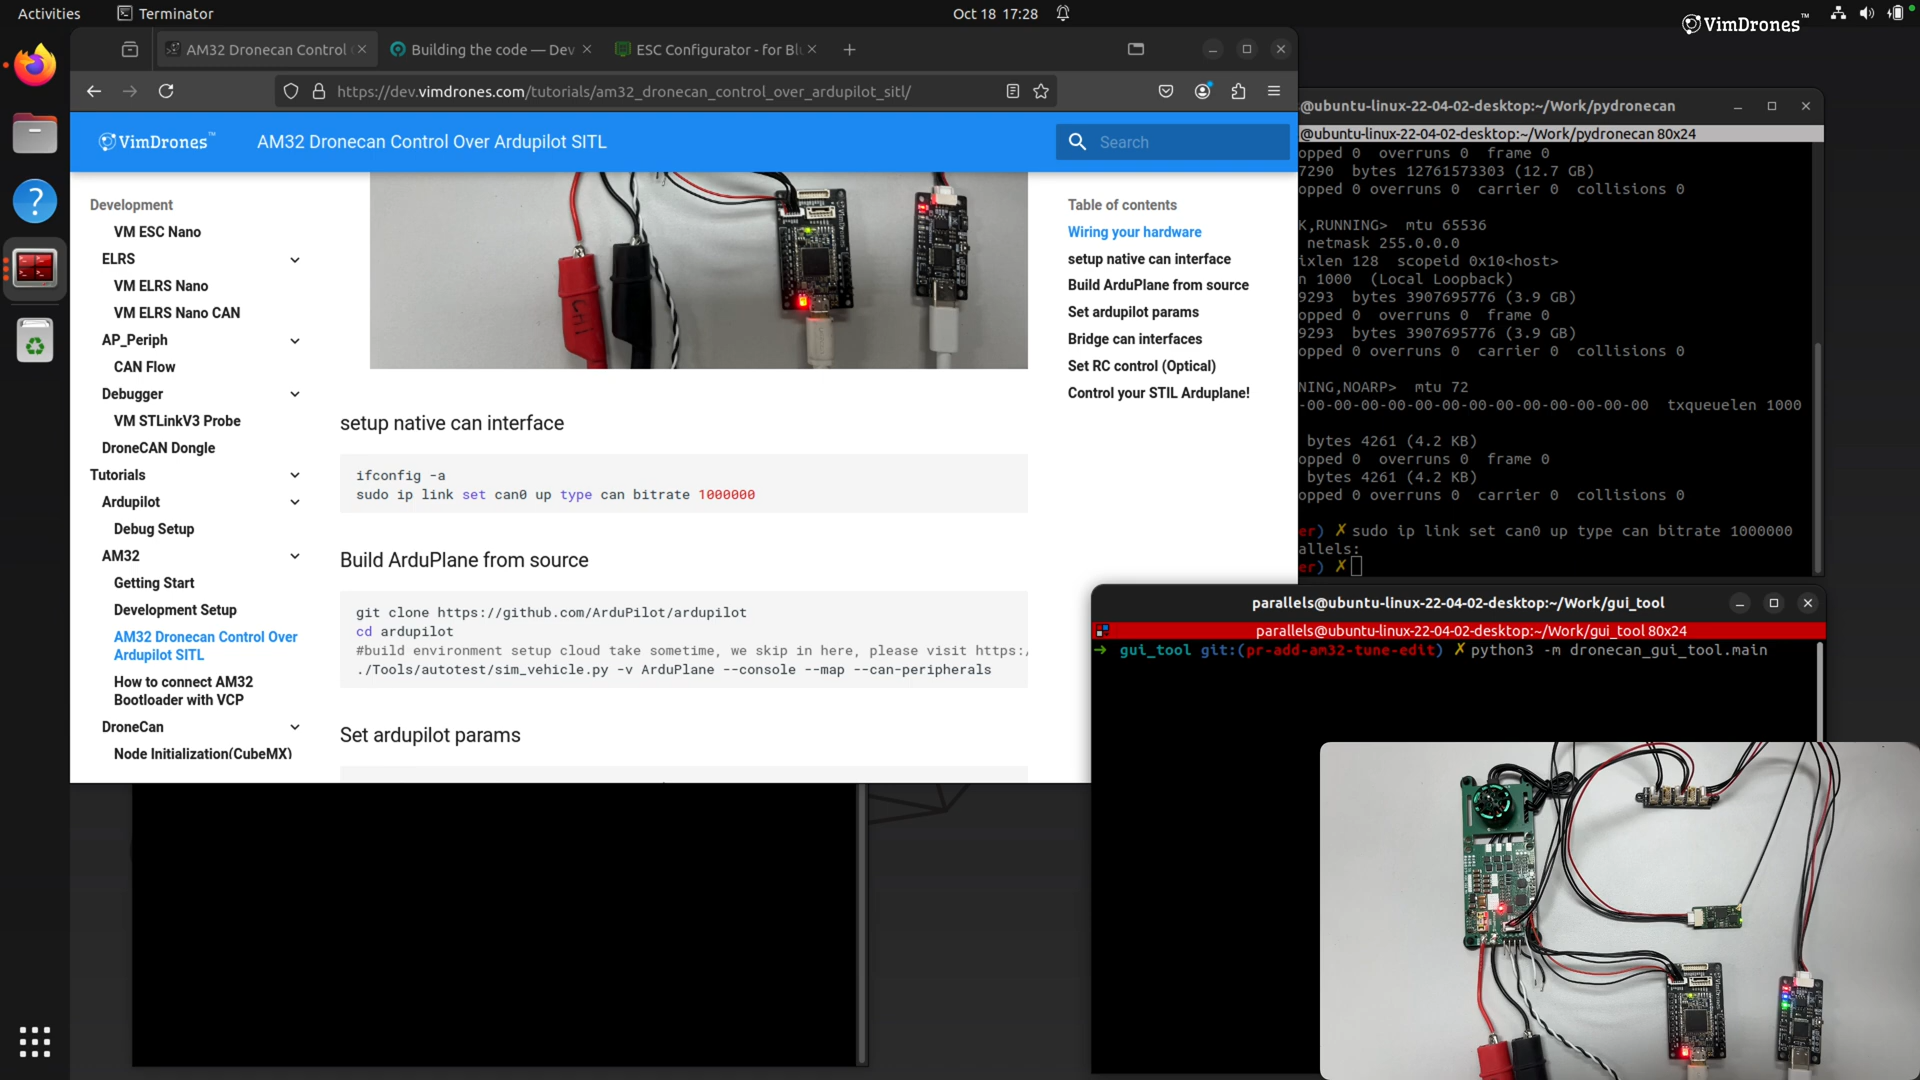 Activities
Terminator
Oct 18 17:28
VimDrones™
AM32 Dronecan Control
Building the code — Dev
ESC Configurator - for Bl
https://dev.vimdrones.com/tutorials/am32_dronecan_control_over_ardupilot_sitl/
VimDrones™
AM32 Dronecan Control Over Ardupilot SITL
Search
Development
VM ESC Nano
ELRS
VM ELRS Nano
VM ELRS Nano CAN
AP_Periph
CAN Flow
Debugger
VM STLinkV3 Probe
DroneCAN Dongle
Tutorials
Ardupilot
Debug Setup
AM32
Getting Start
Development Setup
AM32 Dronecan Control Over
Ardupilot SITL
How to connect AM32
Bootloader with VCP
DroneCan
Node Initialization(CubeMX)
setup native can interface
ifconfig -a
sudo ip link set can0 up type can bitrate 1000000
Build ArduPlane from source
git clone https://github.com/ArduPilot/ardupilot
cd ardupilot
#build environment setup cloud take sometime, we skip in here, please visit https:/
./Tools/autotest/sim_vehicle.py -v ArduPlane --console --map --can-peripherals
Set ardupilot params
Table of contents
Wiring your hardware
setup native can interface
Build ArduPlane from source
Set ardupilot params
Bridge can interfaces
Set RC control (Optical)
Control your STIL Arduplane!
@ubuntu-linux-22-04-02-desktop:~/Work/pydronecan
@ubuntu-linux-22-04-02-desktop:~/Work/pydronecan 80x24
opped 0 overruns 0 frame 0
7290 bytes 12761573303 (12.7 GB)
opped 0 overruns 0 carrier 0 collisions 0
K,RUNNING> mtu 65536
netmask 255.0.0.0
ixlen 128 scopeid 0x10<host>
n 1000 (Local Loopback)
9293 bytes 3907695776 (3.9 GB)
opped 0 overruns 0 frame 0
9293 bytes 3907695776 (3.9 GB)
opped 0 overruns 0 carrier 0 collisions 0
NING,NOARP> mtu 72
-00-00-00-00-00-00-00-00-00-00-00-00 txqueuelen 1000
bytes 4261 (4.2 KB)
opped 0 overruns 0 frame 0
bytes 4261 (4.2 KB)
opped 0 overruns 0 carrier 0 collisions 0
er) ✗ sudo ip link set can0 up type can bitrate 1000000
allels:
er) ✗
parallels@ubuntu-linux-22-04-02-desktop:~/Work/gui_tool
parallels@ubuntu-linux-22-04-02-desktop:~/Work/gui_tool 80x24
→ gui_tool git:(pr-add-am32-tune-edit) ✗ python3 -m dronecan_gui_tool.main